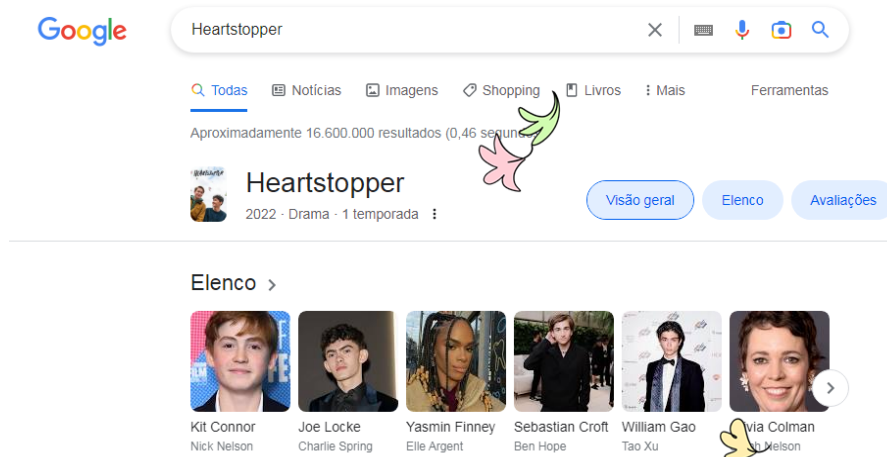 Google
Heartstopper
Todas Notícias Imagens Shopping Livros Mais Ferramentas
Aproximadamente 16.600.000 resultados (0,46
Heartstopper
2022 · Drama · 1 temporada
Visão geral Elenco Avaliações
Elenco
Kit Connor Joe Locke Yasmin Finney Sebastian Croft William Gao Colman
Nick Nelson Charlie Spring Elle Argent Ben Hope Tao Xu Nelson